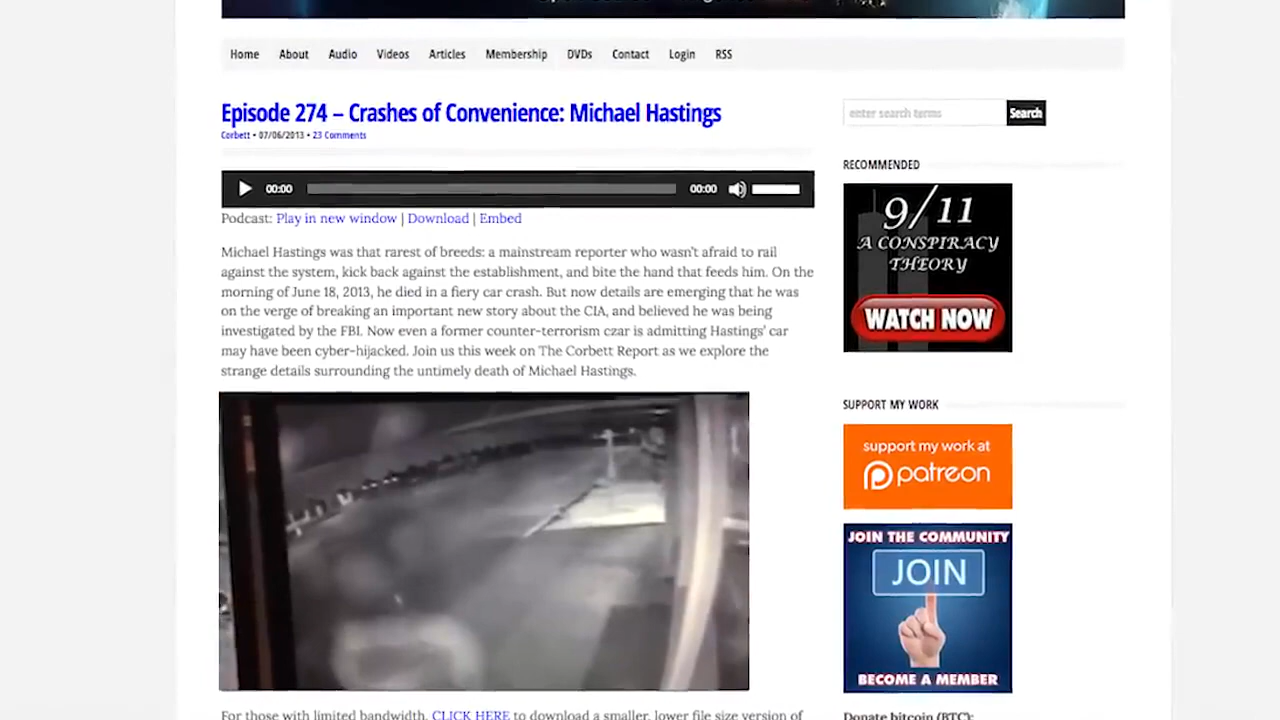 Home About Audio Videos Articles Membership DVDs Contact Login RSS
Episode 274 – Crashes of Convenience: Michael Hastings
Corbett • 07/06/2013 • 23 Comments
00:00 00:00
Podcast: Play in new window | Download | Embed
Michael Hastings was that rarest of breeds: a mainstream reporter who wasn't afraid to rail
against the system, kick back against the establishment, and bite the hand that feeds him. On the
morning of June 18, 2013, he died in a fiery car crash. But now details are emerging that he was
on the verge of breaking an important new story about the CIA, and believed he was being
investigated by the FBI. Now even a former counter-terrorism czar is admitting Hastings' car
may have been cyber-hijacked. Join us this week on The Corbett Report as we explore the
strange details surrounding the untimely death of Michael Hastings.
For those with limited bandwidth, CLICK HERE to download a smaller, lower file size version of
enter search terms Search
RECOMMENDED
9/11
A CONSPIRACY
THEORY
WATCH NOW
SUPPORT MY WORK
support my work at
patreon
JOIN THE COMMUNITY
JOIN
BECOME A MEMBER
Donate bitcoin (BTC):